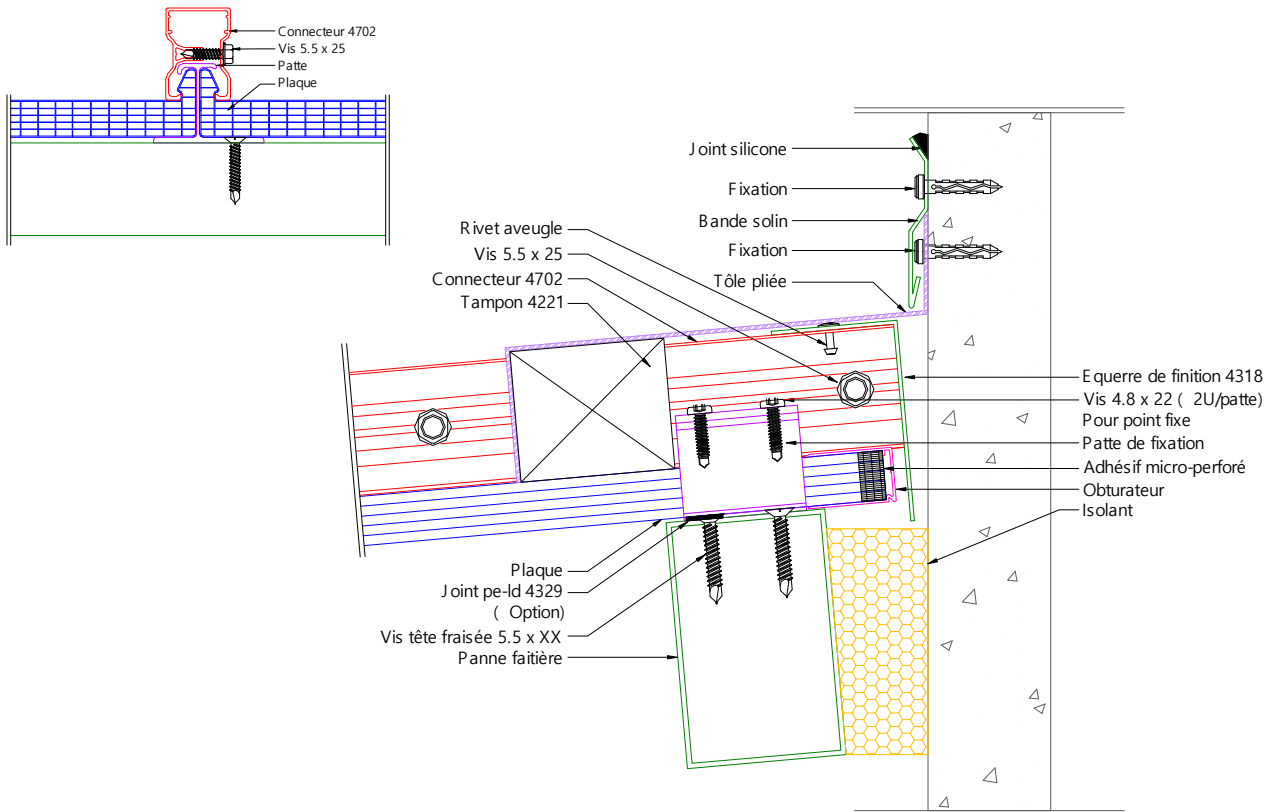 Connecteur 4702
Vis 5.5 x 25
Patte
Plaque
Joint silicone
Fixation
Bande solin
Fixation
Tôle pliée
Rivet aveugle
Vis 5.5 x 25
Connecteur 4702
Tampon 4221
Equerre de finition 4318
Vis 4.8 x 22 ( 2U/patte)
Pour point fixe
Patte de fixation
Adhésif micro-perforé
Obturateur
Isolant
Plaque
Joint pe-ld 4329
( Option)
Vis tête fraisée 5.5 x XX
Panne faitière